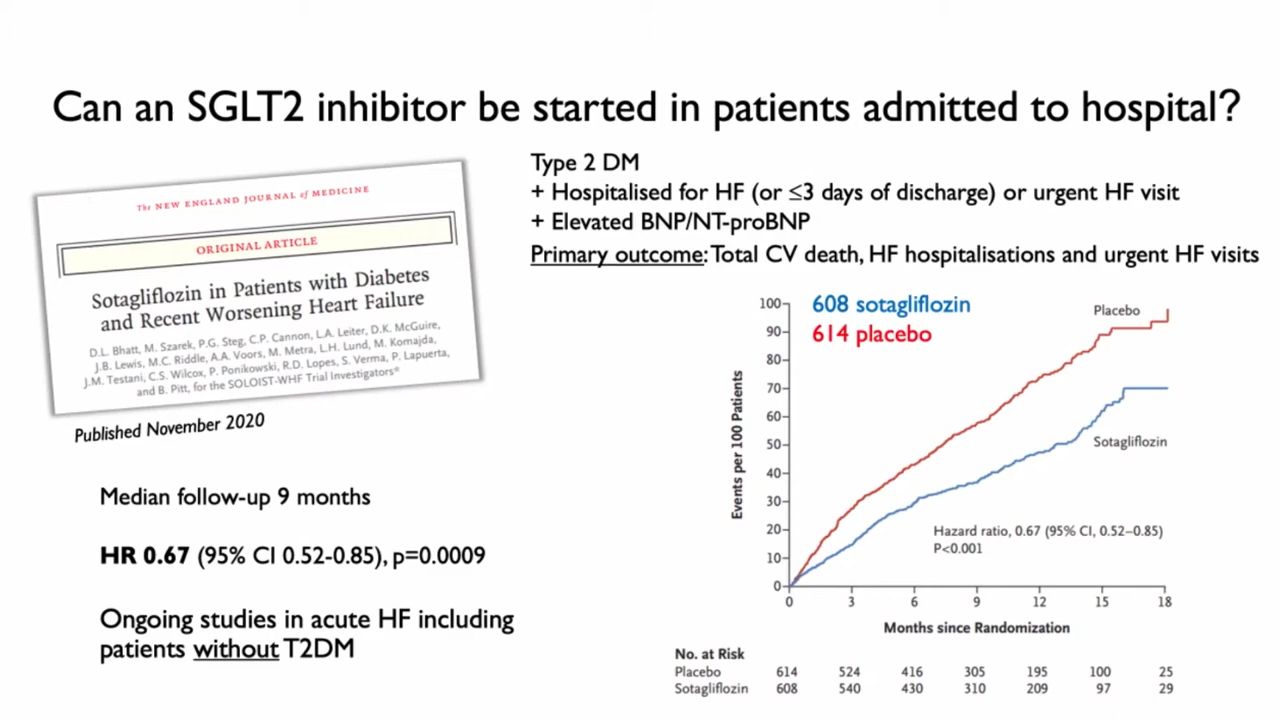 Can an SGLT2 inhibitor be started in patients admitted to hospital?
The NEW ENGLAND JOURNAL of MEDICINE
ORIGINAL ARTICLE
Sotagliflozin in Patients with Diabetes
and Recent Worsening Heart Failure
D.L. Bhatt, M. Szarek, P.G. Steg, C.P. Cannon, L.A. Leiter, D.K. McGuire,
J.B. Lewis, M.C. Riddle, A.A. Voors, M. Metra, L.H. Lund, M. Komajda,
J.M. Testani, C.S. Wilcox, P. Ponikowski, R.D. Lopes, S. Verma, P. Lapuerta,
and B. Pitt, for the SOLOIST-WHF Trial Investigators*
Published November 2020
Median follow-up 9 months
HR 0.67 (95% CI 0.52-0.85), p=0.0009
Ongoing studies in acute HF including
patients without T2DM
Type 2 DM
+ Hospitalised for HF (or ≤3 days of discharge) or urgent HF visit
+ Elevated BNP/NT-proBNP
Primary outcome: Total CV death, HF hospitalisations and urgent HF visits
608 sotagliflozin
614 placebo
Events per 100 Patients
100
90
80
70
60
50
40
30
20
10
0
Placebo
Sotagliflozin
Hazard ratio, 0.67 (95% CI, 0.52–0.85)
P<0.001
0 3 6 9 12 15 18
Months since Randomization
No. at Risk
Placebo 614 524 416 305 195 100 25
Sotagliflozin 608 540 430 310 209 97 29